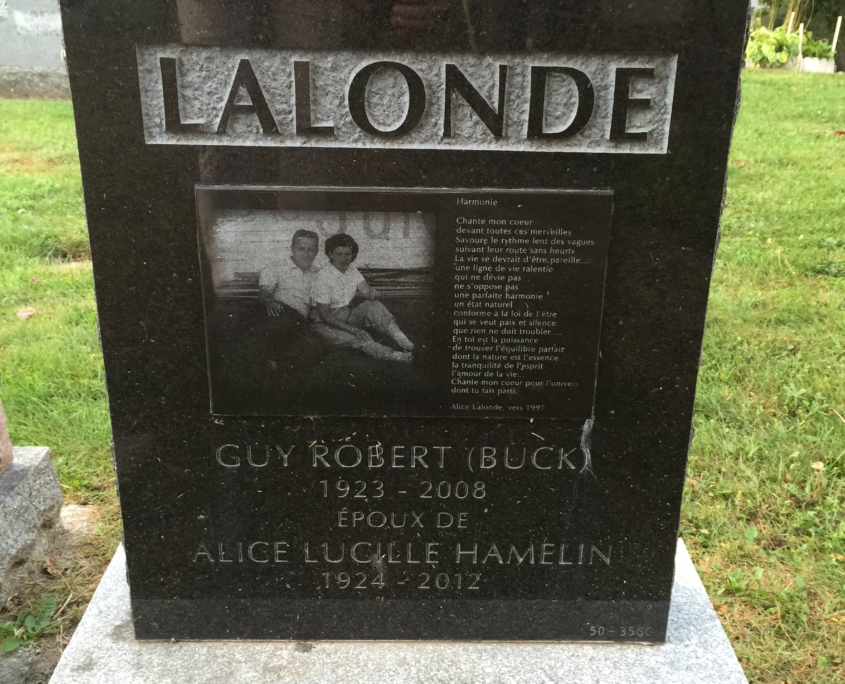 LALONDE
Harmonie
Chante mon coeur
devant toutes ces merveilles
Savoure le rythme lent des vagues
suivant leur route sans heurts
La vie se devrait d'être pareille...
une ligne de vie ralentie
qui ne dévie pas
ne s'oppose pas
une parfaite harmonie
un état naturel
conforme à la loi de l'être
qui se veut paix et silence
que rien ne doit troubler...
En toi est la puissance
de trouver l'équilibre parfait
dont la nature est l'essence
la tranquilité de l'esprit
l'amour de la vie...
Chante mon coeur pour l'univers
dont tu fais parti.
Alice Lalonde, vers 1997
GUY ROBERT (BUCK)
1923 - 2008
ÉPOUX DE
ALICE LUCILLE HAMELIN
1924 - 2012